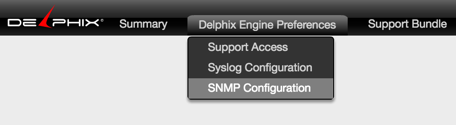 DELPHIX® Summary Delphix Engine Preferences Support Bundle
Support Access
Syslog Configuration
SNMP Configuration